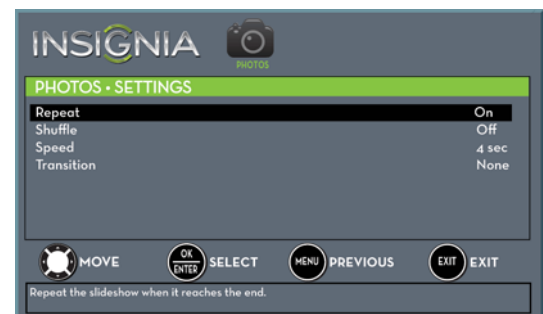 INSIGNIA
PHOTOS
PHOTOS • SETTINGS
Repeat On
Shuffle Off
Speed 4 sec
Transition None
MOVE OK ENTER SELECT MENU PREVIOUS EXIT EXIT
Repeat the slideshow when it reaches the end.